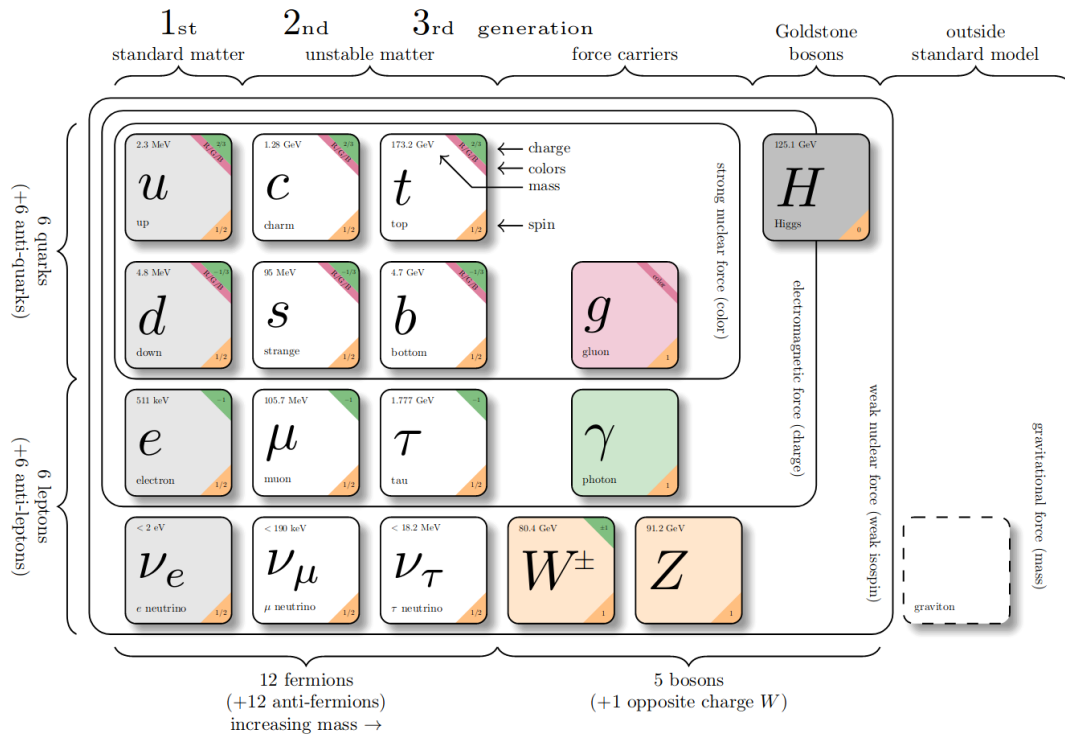 1st 2nd 3rd generation
Goldstone
bosons
outside
standard model
standard matter
unstable matter
force carriers
6 quarks
(+6 anti-quarks)
6 leptons
(+6 anti-leptons)
2.3 MeV
2/3
R/G/B
u
up
1/2
1.28 GeV
2/3
R/G/B
c
charm
1/2
173.2 GeV
2/3
R/G/B
t
top
1/2
charge
colors
mass
spin
strong nuclear force (color)
125.1 GeV
H
Higgs
0
4.8 MeV
−1/3
R/G/B
d
down
1/2
95 MeV
−1/3
R/G/B
s
strange
1/2
4.7 GeV
−1/3
R/G/B
b
bottom
1/2
color
g
gluon
1
electromagnetic force (charge)
511 keV
−1
e
electron
1/2
105.7 MeV
−1
μ
muon
1/2
1.777 GeV
−1
τ
tau
1/2
γ
photon
1
weak nuclear force (weak isospin)
gravitational force (mass)
< 2 eV
νe
e neutrino
1/2
< 190 keV
νμ
μ neutrino
1/2
< 18.2 MeV
ντ
τ neutrino
1/2
80.4 GeV
±1
W±
1
91.2 GeV
Z
1
graviton
12 fermions
(+12 anti-fermions)
increasing mass →
5 bosons
(+1 opposite charge W)